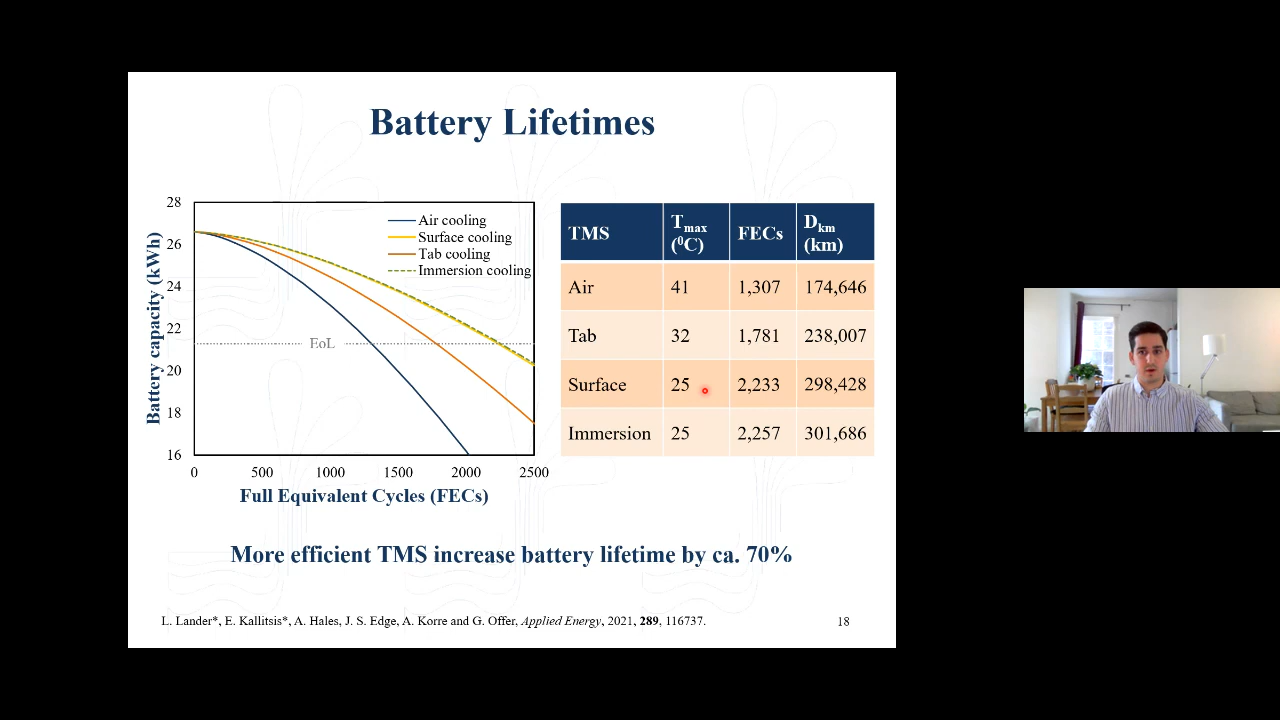 Battery Lifetimes
Battery capacity (kWh)
28
26
24
22
20
18
16
Air cooling
Surface cooling
Tab cooling
Immersion cooling
EoL
0 500 1000 1500 2000 2500
Full Equivalent Cycles (FECs)
TMS Tmax (⁰C) FECs Dkm (km)
Air 41 1,307 174,646
Tab 32 1,781 238,007
Surface 25 2,233 298,428
Immersion 25 2,257 301,686
More efficient TMS increase battery lifetime by ca. 70%
L. Lander*, E. Kallitsis*, A. Hales, J. S. Edge, A. Korre and G. Offer, Applied Energy, 2021, 289, 116737.
18